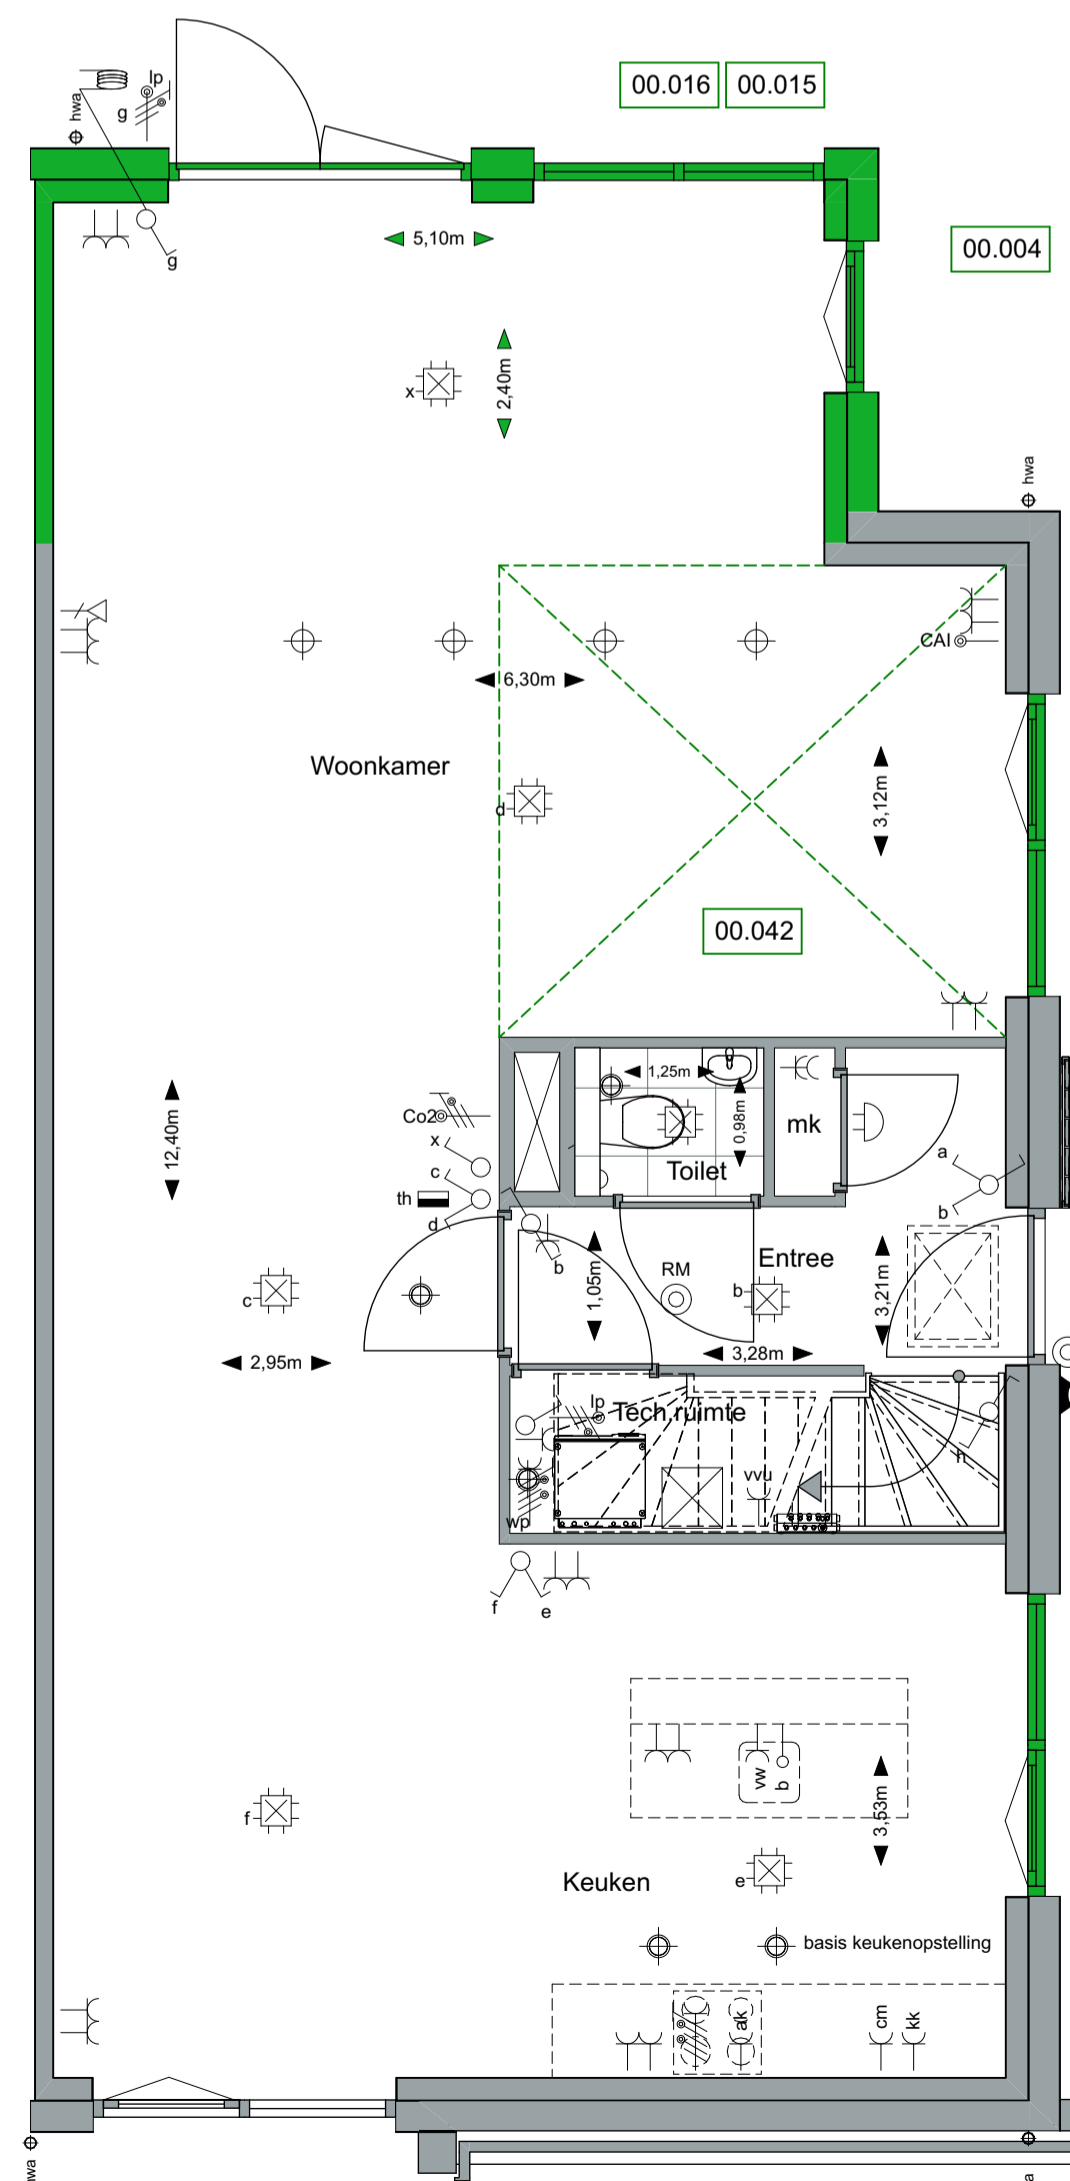 00.016
00.015
lp
hwa
g
00.004
5,10m
g
2,40m
x
hwa
CAI
6,30m
Woonkamer
3,12m
d
00.042
1,25m
Co2
0,98m
mk
x
12,40m
Toilet
a
c
th
d
b
b
Entree
RM
1,05m
3,21m
b
c
3,28m
2,95m
lp
Tech.ruimte
h
vvu
wp
f
e
vw
b
3,53m
f
Keuken
e
basis keukenopstelling
cm
kk
a/k
hwa